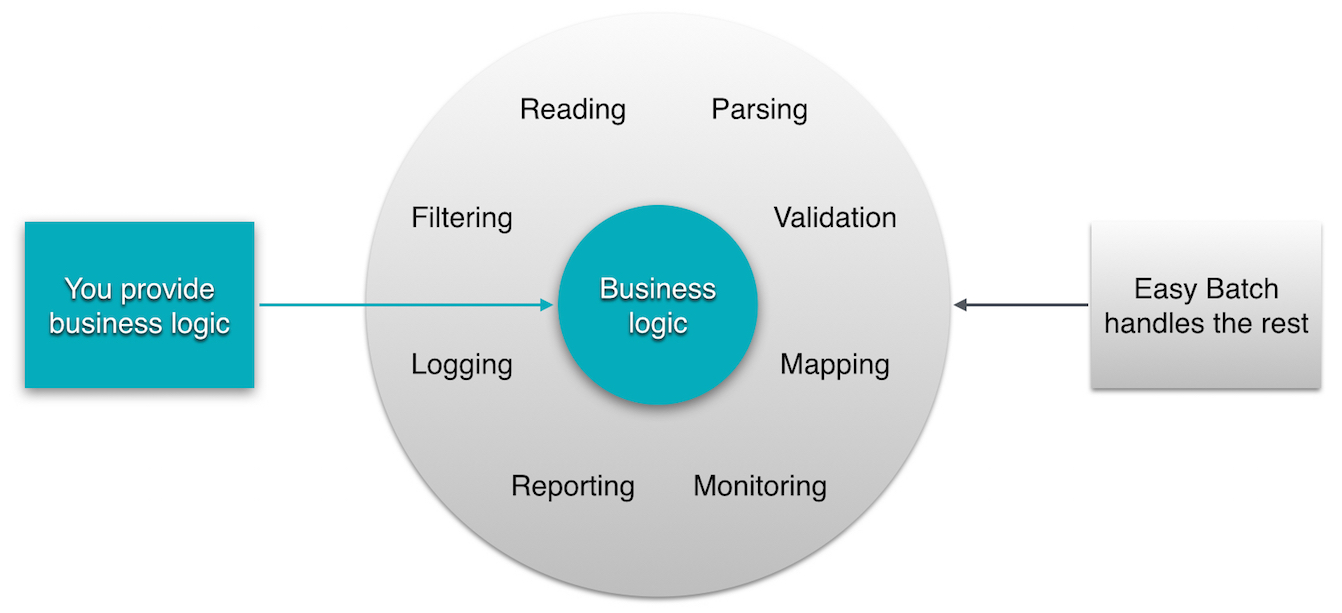 Reading
Parsing
Filtering
Validation
You provide
business logic
Business
logic
Easy Batch
handles the rest
Logging
Mapping
Reporting
Monitoring